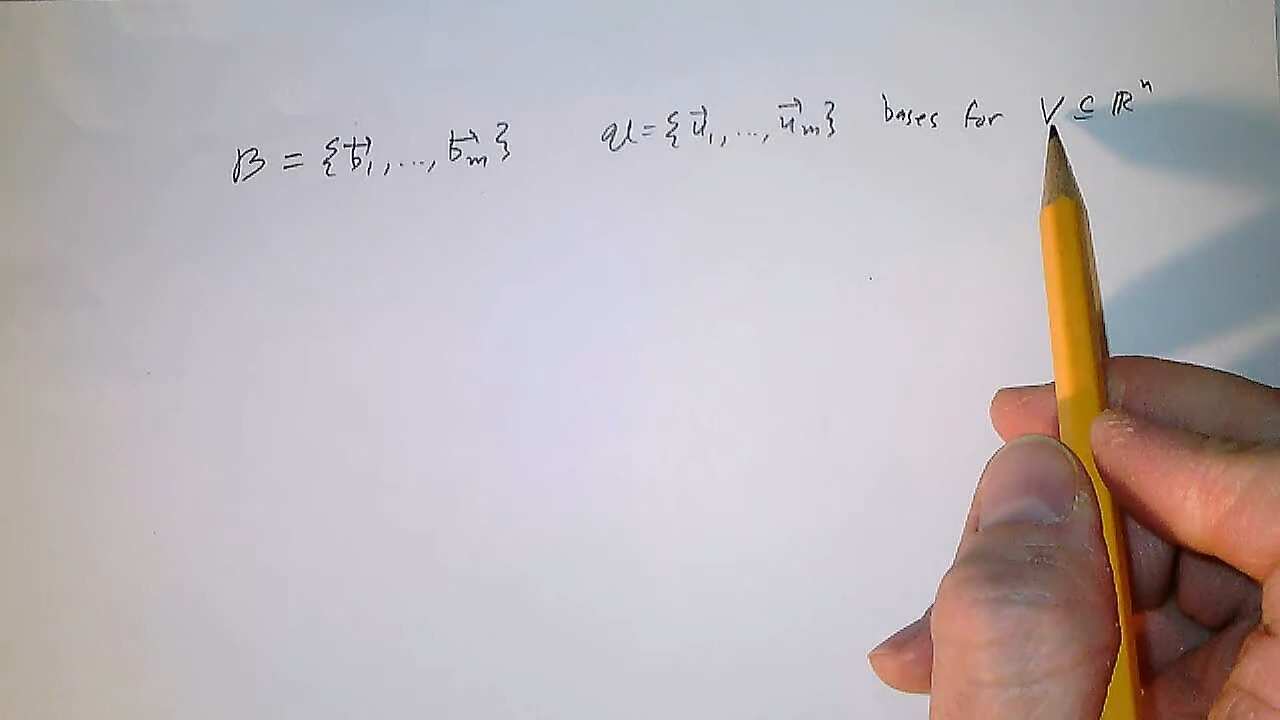 B = {b⃗₁, ..., b⃗ₘ} 𝒰 = {u⃗₁, ..., u⃗ₘ} bases for V ⊆ ℝⁿ